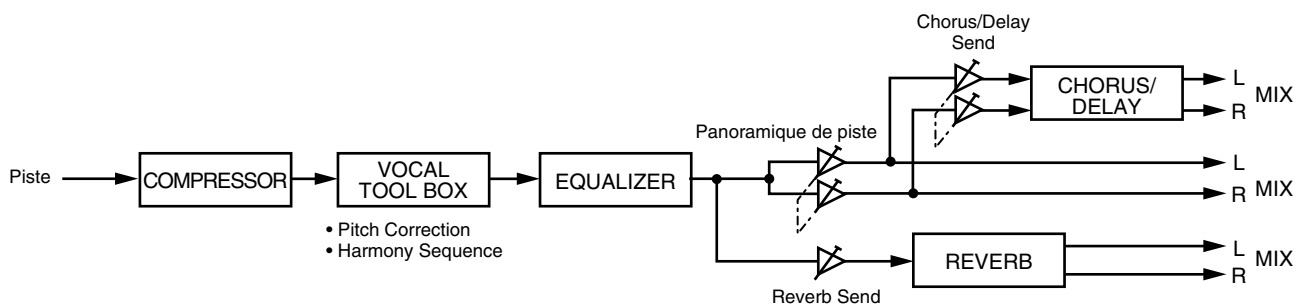 Chorus/Delay
Send
CHORUS/
DELAY
L
R
MIX
Panoramique de piste
Piste
COMPRESSOR
VOCAL
TOOL BOX
EQUALIZER
L
R
MIX
• Pitch Correction
• Harmony Sequence
REVERB
L
R
MIX
Reverb Send